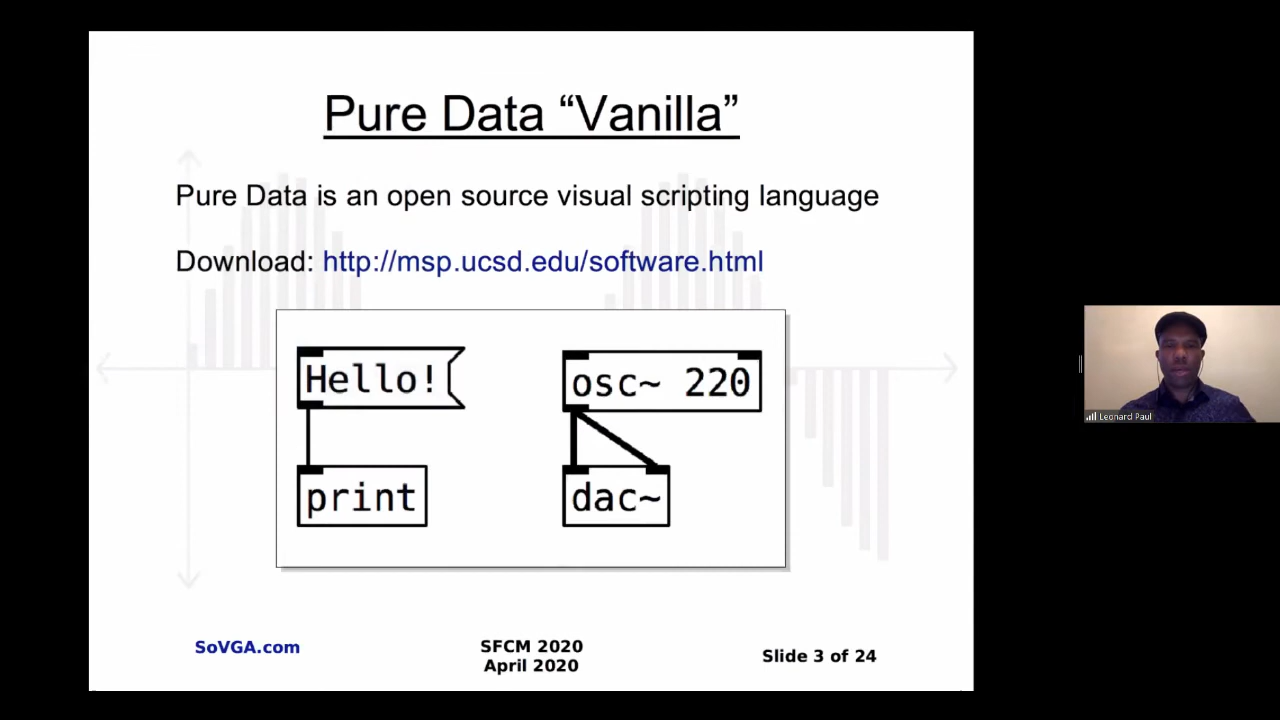 Pure Data “Vanilla”
Pure Data is an open source visual scripting language
Download: http://msp.ucsd.edu/software.html
Hello!
osc~ 220
print
dac~
SoVGA.com
SFCM 2020
April 2020
Slide 3 of 24
Leonard Paul